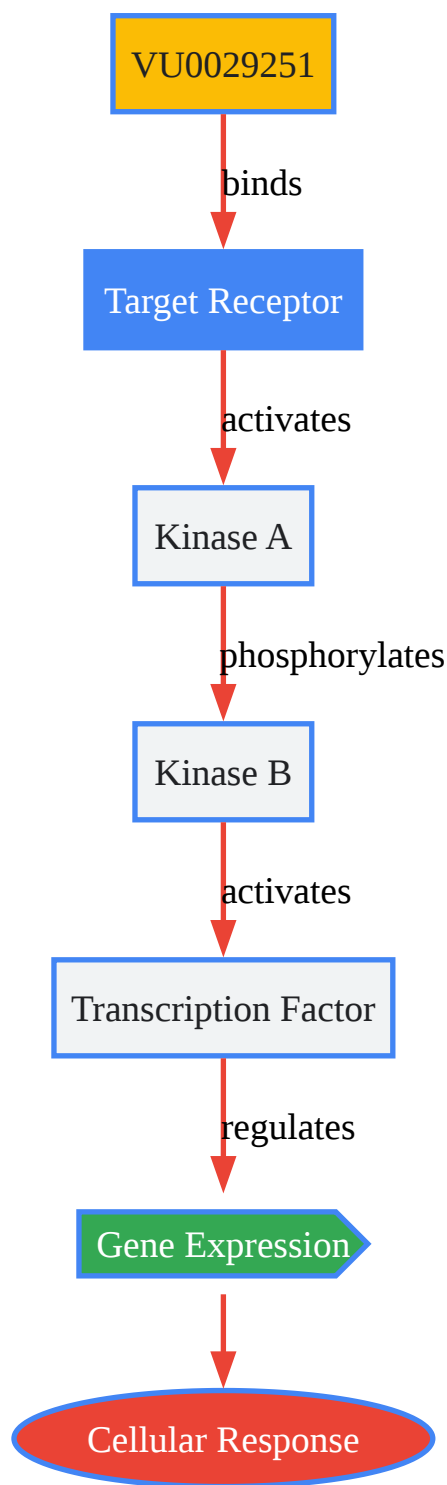 VU0029251
binds
Target Receptor
activates
Kinase A
phosphorylates
Kinase B
activates
Transcription Factor
regulates
Gene Expression
Cellular Response